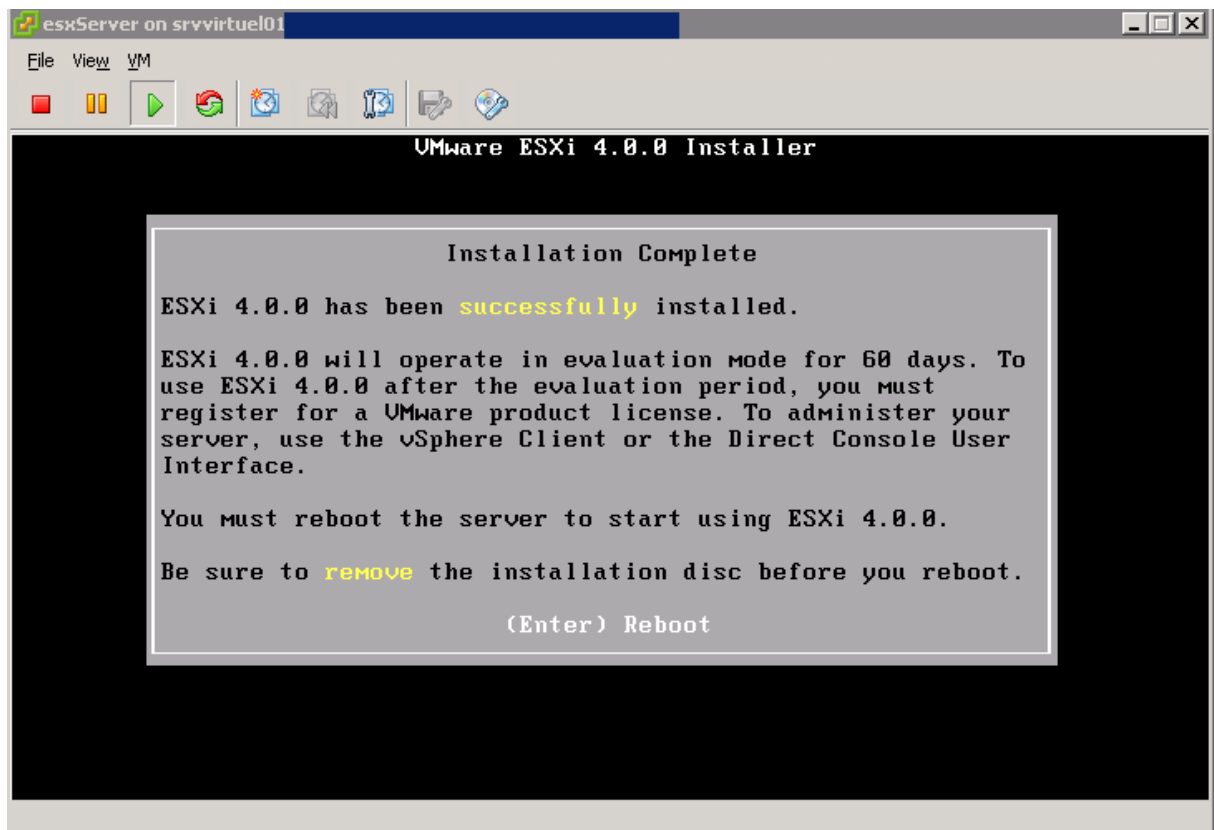 esxServer on srvvirtuel01
File View VM
VMware ESXi 4.0.0 Installer
Installation Complete
ESXi 4.0.0 has been successfully installed.
ESXi 4.0.0 will operate in evaluation mode for 60 days. To
use ESXi 4.0.0 after the evaluation period, you must
register for a VMware product license. To administer your
server, use the vSphere Client or the Direct Console User
Interface.
You must reboot the server to start using ESXi 4.0.0.
Be sure to remove the installation disc before you reboot.
(Enter) Reboot